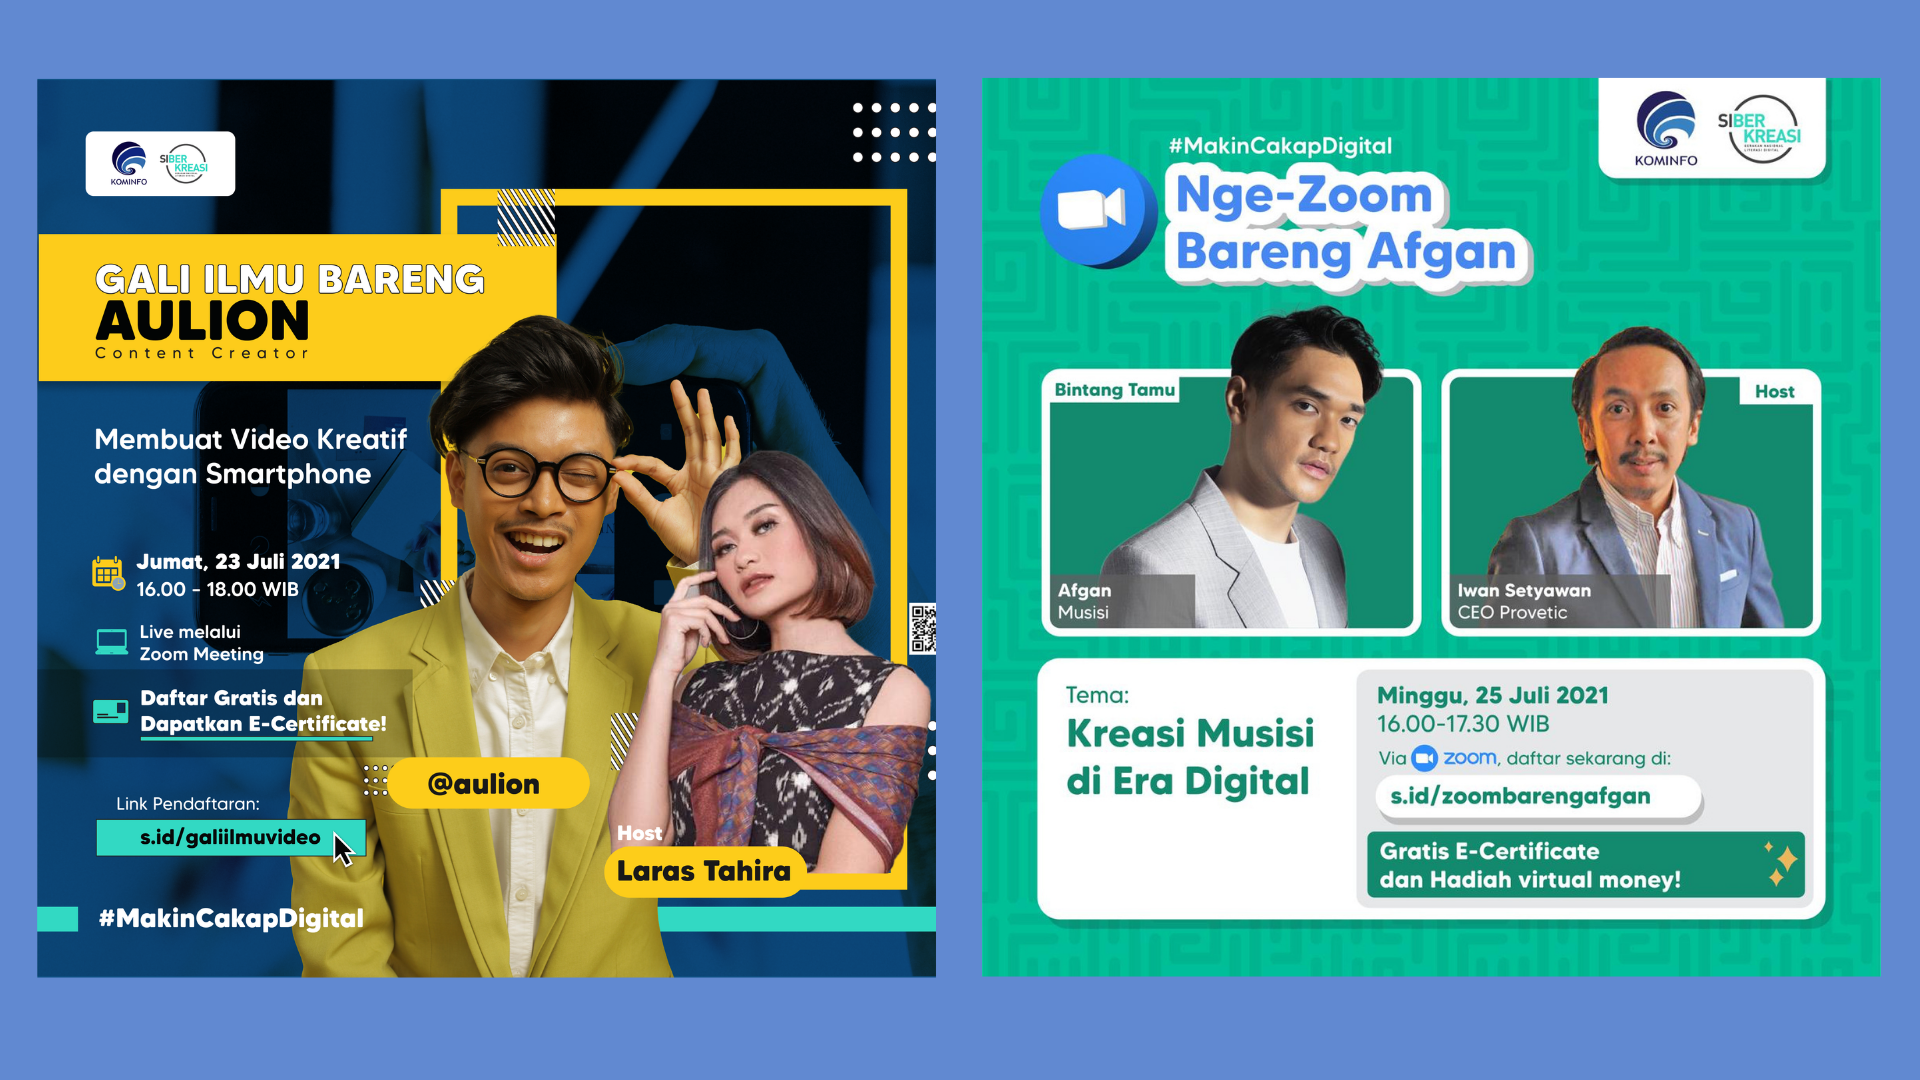 KOMINFO
SIBER
KREASI
GALI ILMU BARENG
AULION
Content Creator
Membuat Video Kreatif
dengan Smartphone
Jumat, 23 Juli 2021
16.00 - 18.00 WIB
Live melalui
Zoom Meeting
Daftar Gratis dan
Dapatkan E-Certificate!
@aulion
Link Pendaftaran:
s.id/galiilmuvideo
Host
Laras Tahira
#MakinCakapDigital
#MakinCakapDigital
Nge-Zoom
Bareng Afgan
KOMINFO
SIBER
KREASI
GERAKAN NASIONAL
LITERASI DIGITAL
Bintang Tamu
Afgan
Musisi
Host
Iwan Setyawan
CEO Provetic
Tema:
Kreasi Musisi
di Era Digital
Minggu, 25 Juli 2021
16.00-17.30 WIB
Via zoom, daftar sekarang di:
s.id/zoombarengafgan
Gratis E-Certificate
dan Hadiah virtual money!